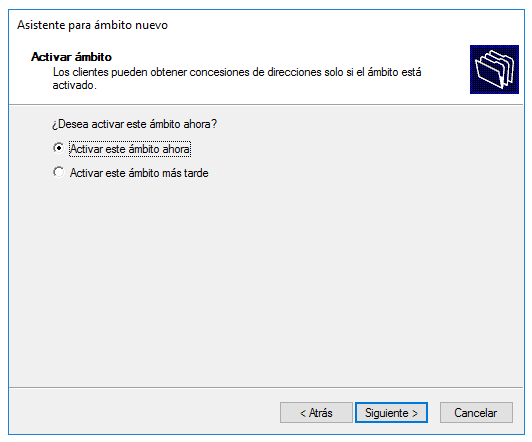 Asistente para ámbito nuevo
Activar ámbito
Los clientes pueden obtener concesiones de direcciones solo si el ámbito está
activado.
¿Desea activar este ámbito ahora?
Activar este ámbito ahora
Activar este ámbito más tarde
< Atrás
Siguiente >
Cancelar